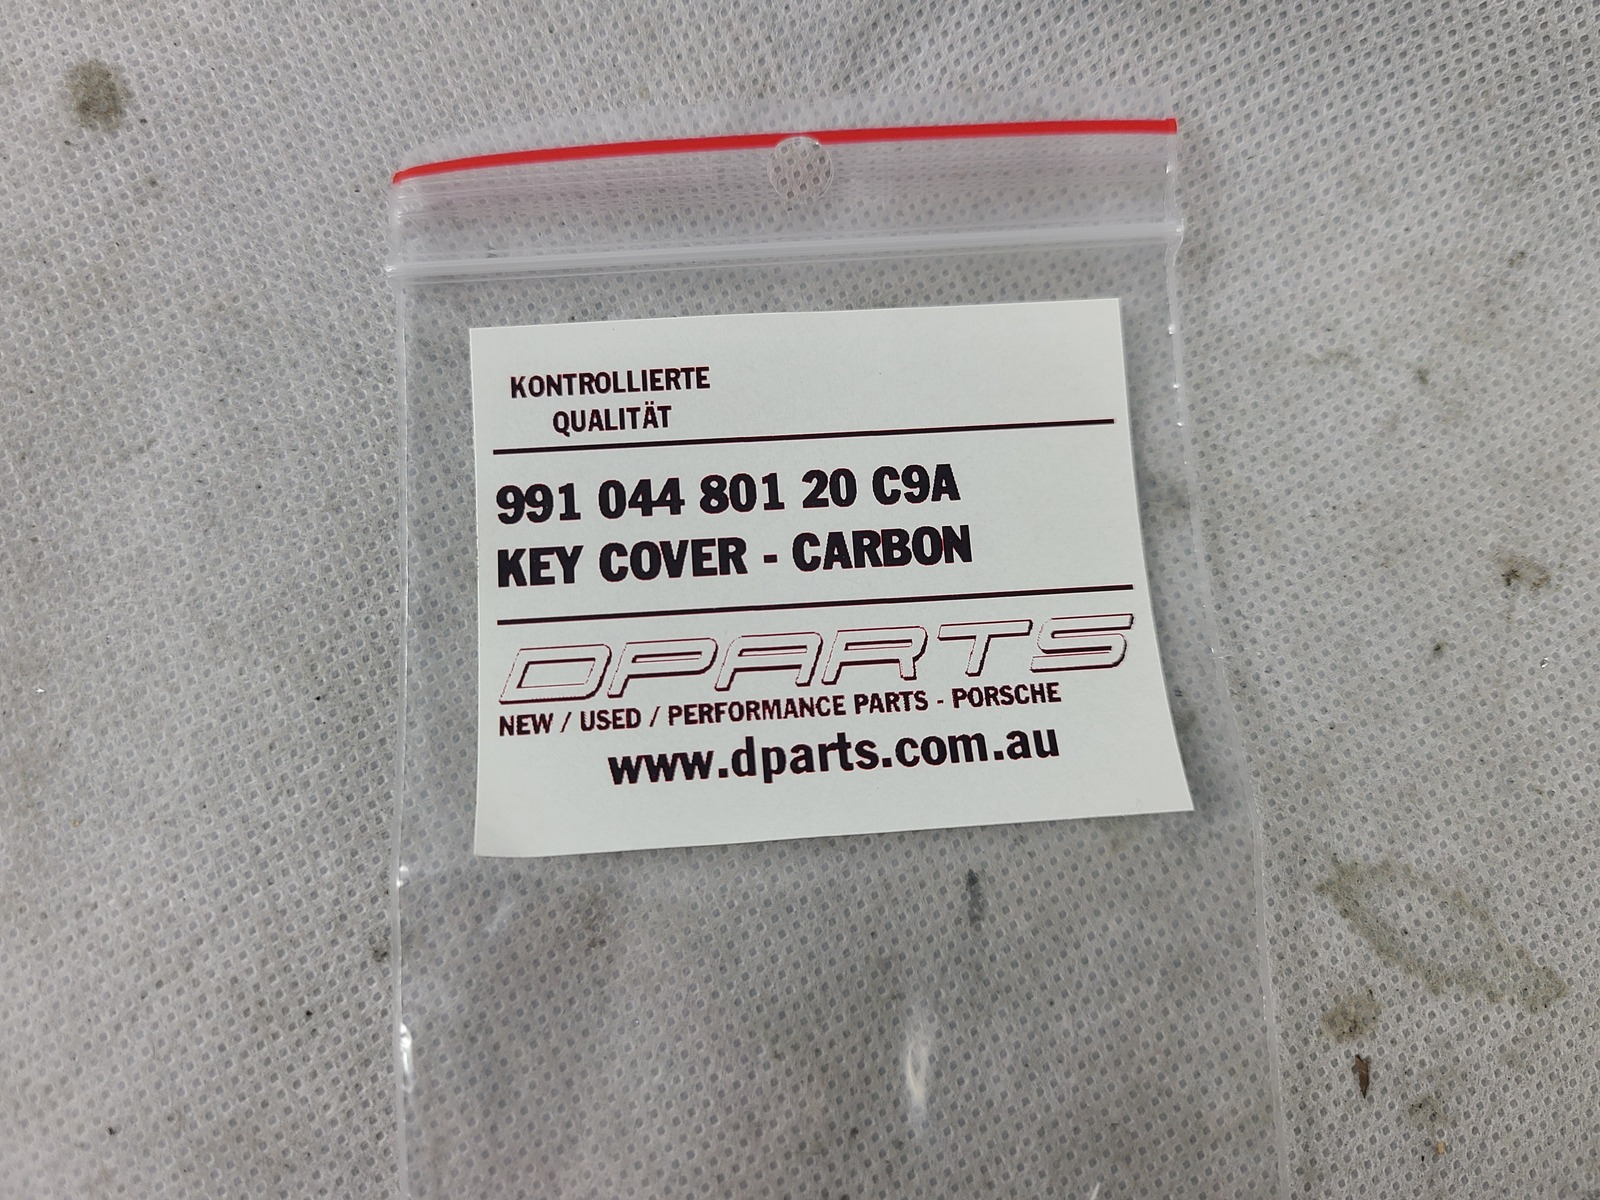 KONTROLLIERTE
QUALITÄT
991 044 801 20 C9A
KEY COVER - CARBON
DPARTS
NEW / USED / PERFORMANCE PARTS - PORSCHE
www.dparts.com.au